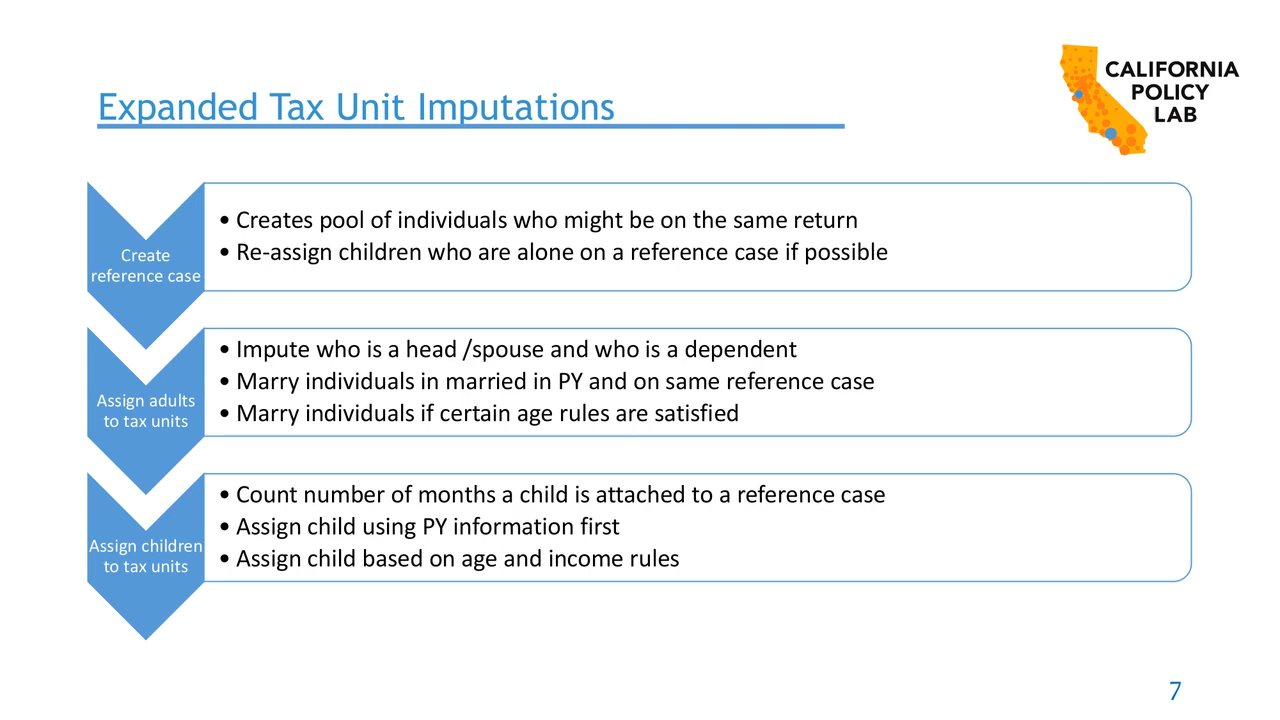 Expanded Tax Unit Imputations
CALIFORNIA
POLICY
LAB
Create
reference case
• Creates pool of individuals who might be on the same return
• Re-assign children who are alone on a reference case if possible
Assign adults
to tax units
• Impute who is a head /spouse and who is a dependent
• Marry individuals in married in PY and on same reference case
• Marry individuals if certain age rules are satisfied
Assign children
to tax units
• Count number of months a child is attached to a reference case
• Assign child using PY information first
• Assign child based on age and income rules
7